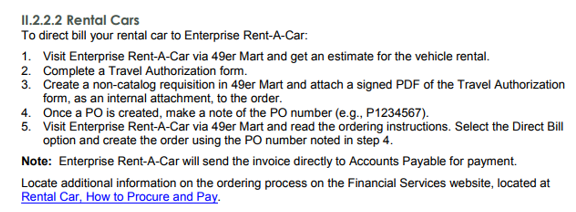 II.2.2.2 Rental Cars
To direct bill your rental car to Enterprise Rent-A-Car:
1. Visit Enterprise Rent-A-Car via 49er Mart and get an estimate for the vehicle rental.
2. Complete a Travel Authorization form.
3. Create a non-catalog requisition in 49er Mart and attach a signed PDF of the Travel Authorization
form, as an internal attachment, to the order.
4. Once a PO is created, make a note of the PO number (e.g., P1234567).
5. Visit Enterprise Rent-A-Car via 49er Mart and read the ordering instructions. Select the Direct Bill
option and create the order using the PO number noted in step 4.
Note: Enterprise Rent-A-Car will send the invoice directly to Accounts Payable for payment.
Locate additional information on the ordering process on the Financial Services website, located at
Rental Car, How to Procure and Pay.